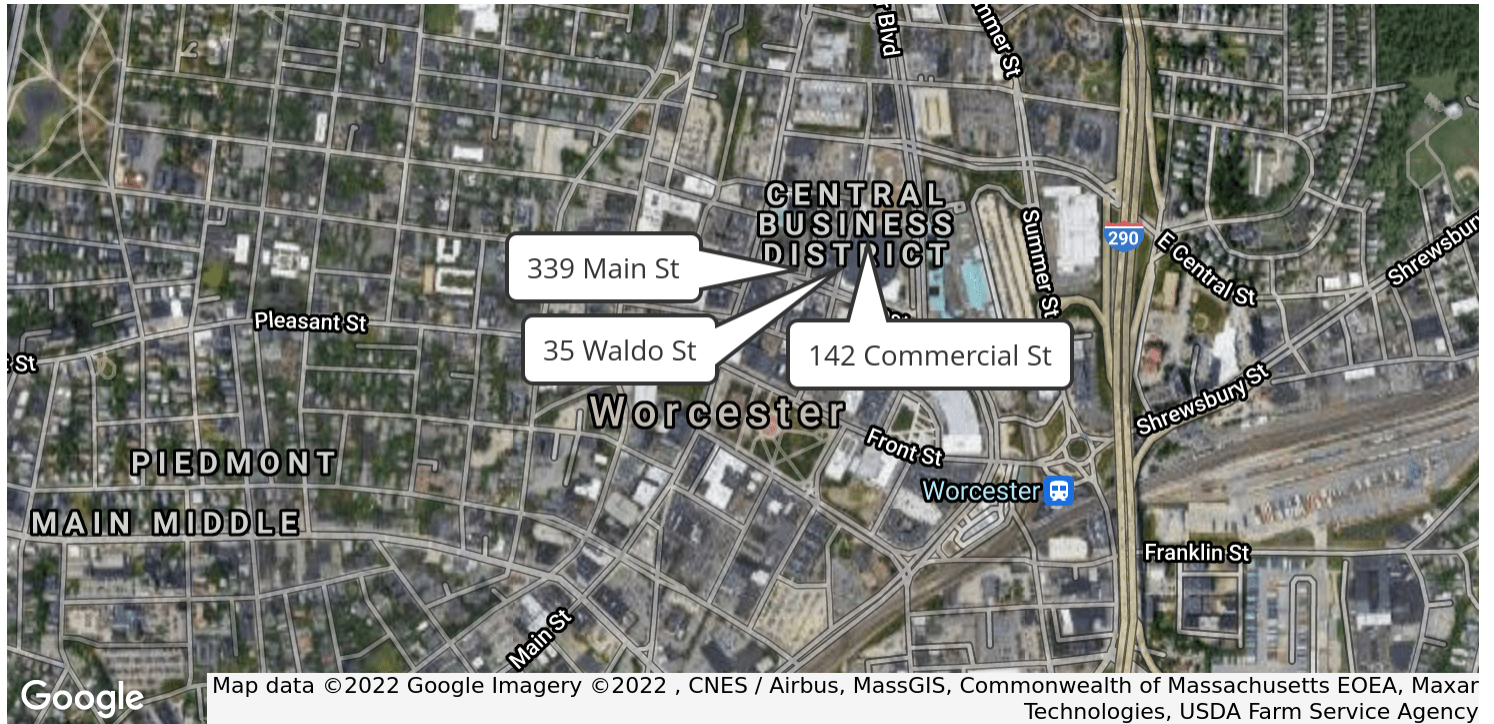 r Blvd
mmer St
CENTRAL
BUSINESS
DISTRICT
339 Main St
Summer St
290
E Central St
Shrewsbury
Pleasant St
35 Waldo St
142 Commercial St
St
Worcester
Front St
Shrewsbury St
PIEDMONT
Worcester
MAIN MIDDLE
Franklin St
Main St
Google
Map data ©2022 Google Imagery ©2022 , CNES / Airbus, MassGIS, Commonwealth of Massachusetts EOEA, Maxar
Technologies, USDA Farm Service Agency